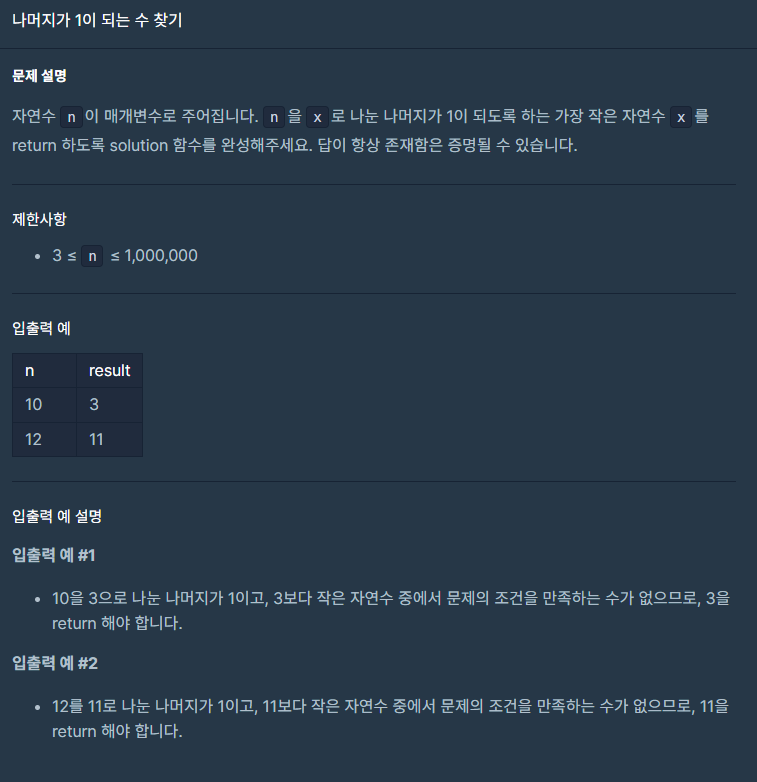 나머지가 1이 되는 수 찾기
문제 설명
자연수 n이 매개변수로 주어집니다. n을 x로 나눈 나머지가 1이 되도록 하는 가장 작은 자연수 x를
return 하도록 solution 함수를 완성해주세요. 답이 항상 존재함은 증명될 수 있습니다.
제한사항
• 3 ≤ n ≤ 1,000,000
입출력 예
n result
10 3
12 11
입출력 예 설명
입출력 예 #1
• 10을 3으로 나눈 나머지가 1이고, 3보다 작은 자연수 중에서 문제의 조건을 만족하는 수가 없으므로, 3을
return 해야 합니다.
입출력 예 #2
• 12를 11로 나눈 나머지가 1이고, 11보다 작은 자연수 중에서 문제의 조건을 만족하는 수가 없으므로, 11을
return 해야 합니다.